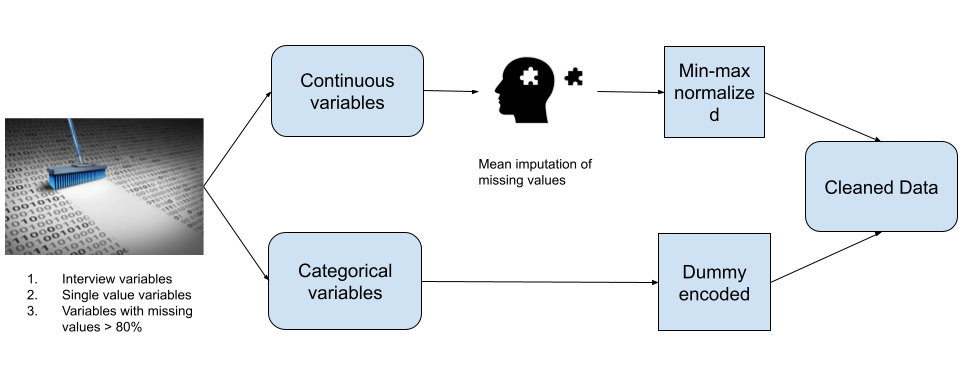 Continuous
variables
Min-max
normalize
d
Mean imputation of
missing values
Cleaned Data
Categorical
variables
Dummy
encoded
1. Interview variables
2. Single value variables
3. Variables with missing
values > 80%